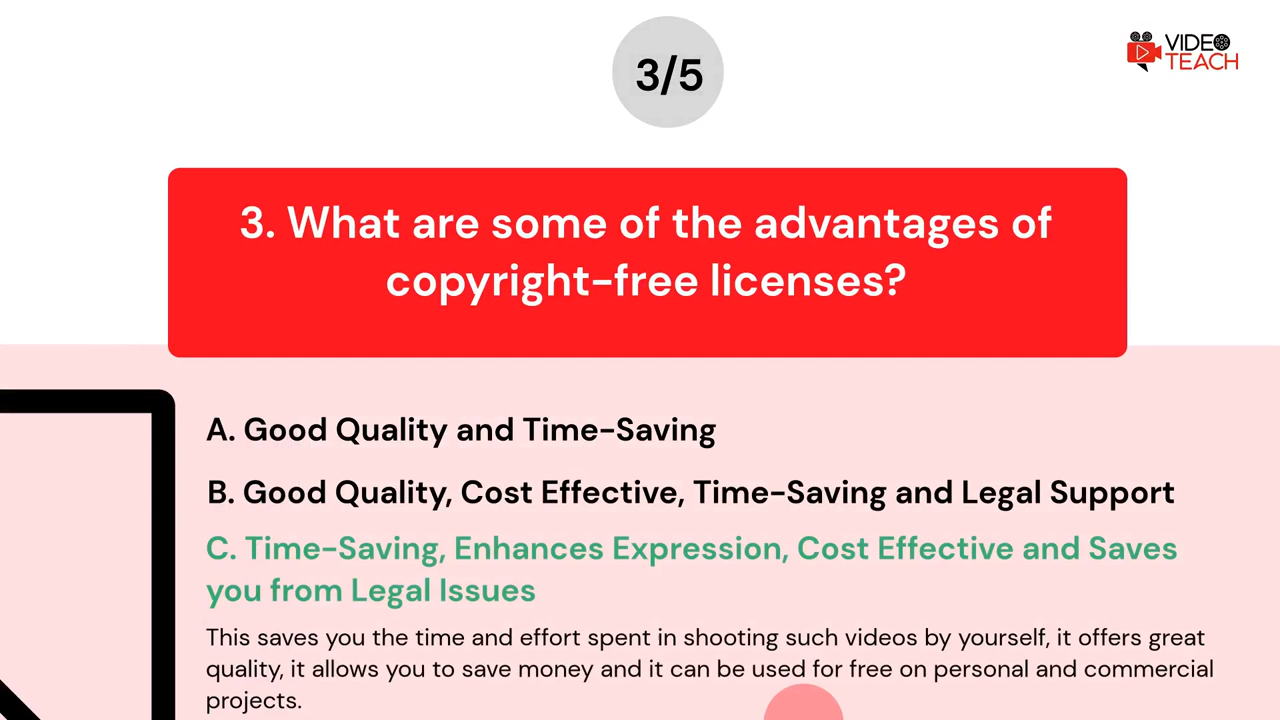 3/5
VIDEO
TEACH
3. What are some of the advantages of
copyright-free licenses?
A. Good Quality and Time-Saving
B. Good Quality, Cost Effective, Time-Saving and Legal Support
C. Time-Saving, Enhances Expression, Cost Effective and Saves
you from Legal Issues
This saves you the time and effort spent in shooting such videos by yourself, it offers great
quality, it allows you to save money and it can be used for free on personal and commercial
projects.